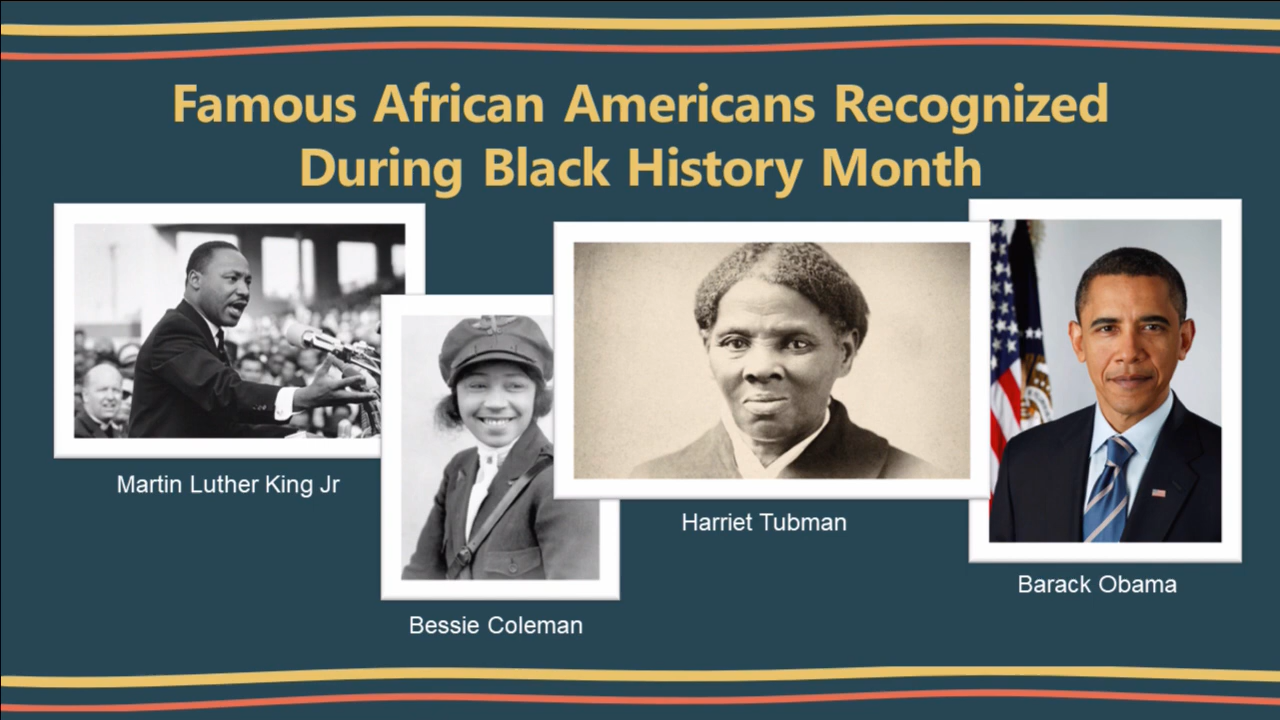 Famous African Americans Recognized
During Black History Month
Martin Luther King Jr
Bessie Coleman
Harriet Tubman
Barack Obama